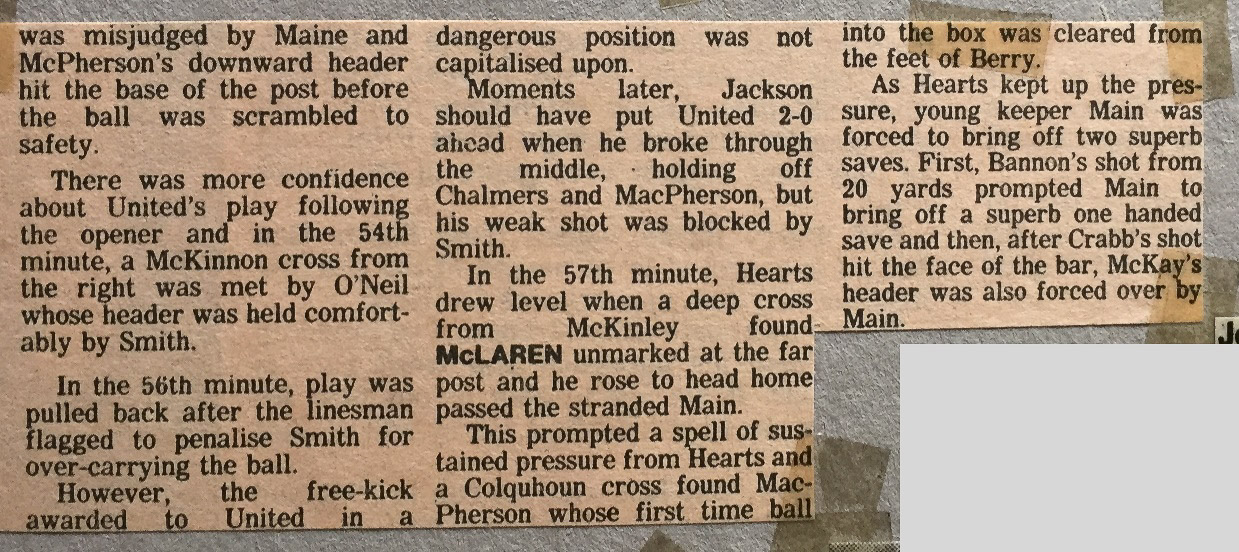 was misjudged by Maine and
McPherson's downward header
hit the base of the post before
the ball was scrambled to
safety.
There was more confidence
about United's play following
the opener and in the 54th
minute, a McKinnon cross from
the right was met by O'Neil
whose header was held comfort-
ably by Smith.
In the 56th minute, play was
pulled back after the linesman
flagged to penalise Smith for
over-carrying the ball.
However, the free-kick
awarded to United in a
dangerous position was not
capitalised upon.
Moments later, Jackson
should have put United 2-0
ahead when he broke through
the middle, holding off
Chalmers and MacPherson, but
his weak shot was blocked by
Smith.
In the 57th minute, Hearts
drew level when a deep cross
from McKinley found
McLAREN unmarked at the far
post and he rose to head home
passed the stranded Main.
This prompted a spell of sus-
tained pressure from Hearts and
a Colquhoun cross found Mac-
Pherson whose first time ball
into the box was cleared from
the feet of Berry.
As Hearts kept up the pres-
sure, young keeper Main was
forced to bring off two superb
saves. First, Bannon's shot from
20 yards prompted Main to
bring off a superb one handed
save and then, after Crabb's shot
hit the face of the bar, McKay's
header was also forced over by
Main.